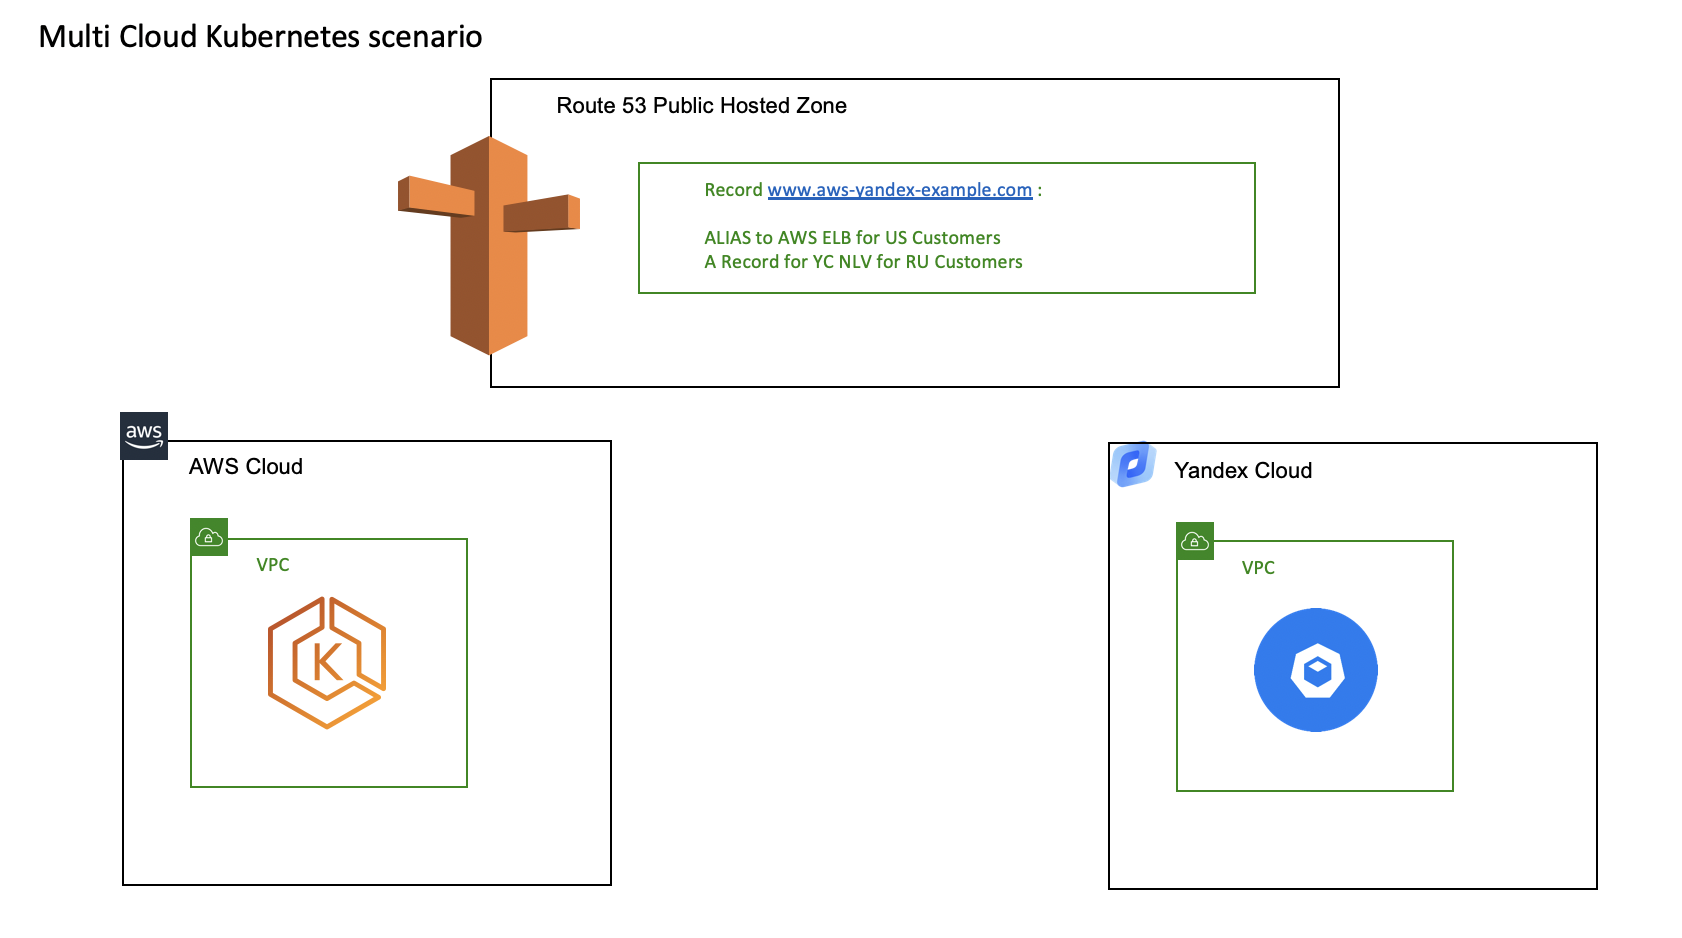 Multi Cloud Kubernetes scenario
Route 53 Public Hosted Zone
Record www.aws-yandex-example.com :
ALIAS to AWS ELB for US Customers
A Record for YC NLV for RU Customers
aws
AWS Cloud
Yandex Cloud
VPC
K
VPC